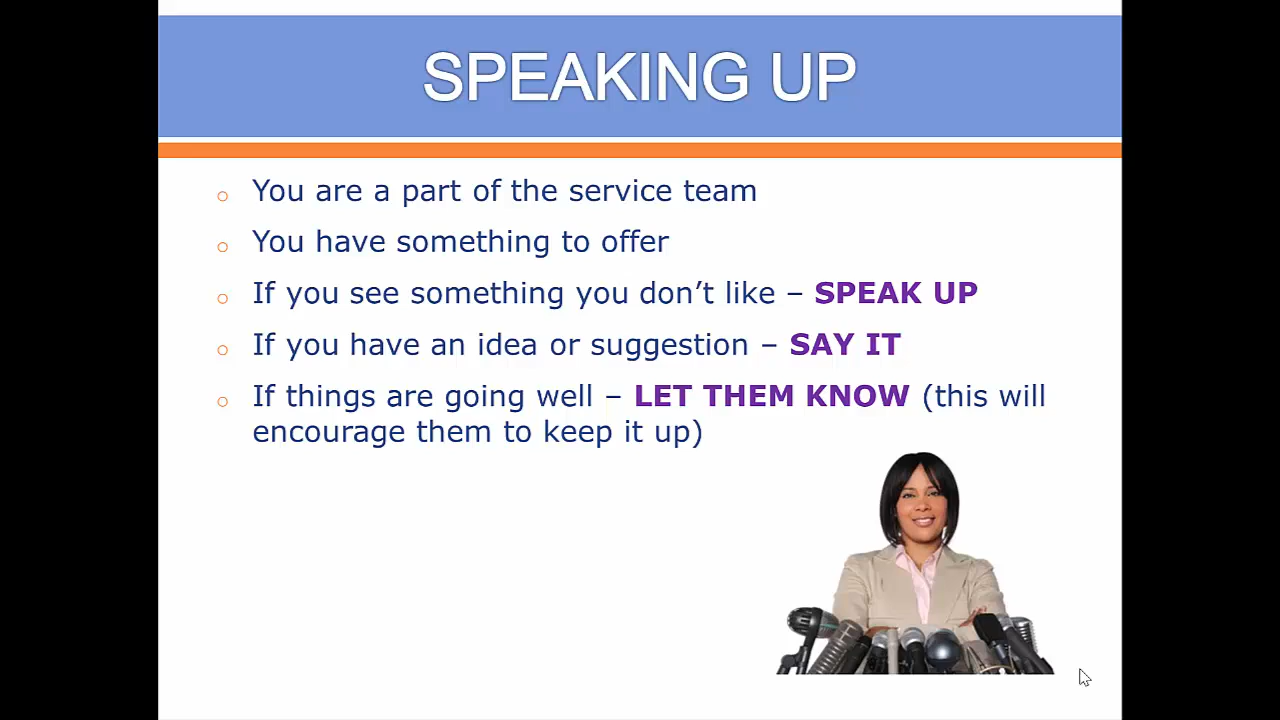 SPEAKING UP
You are a part of the service team
You have something to offer
If you see something you don’t like – SPEAK UP
If you have an idea or suggestion – SAY IT
If things are going well – LET THEM KNOW (this will
encourage them to keep it up)